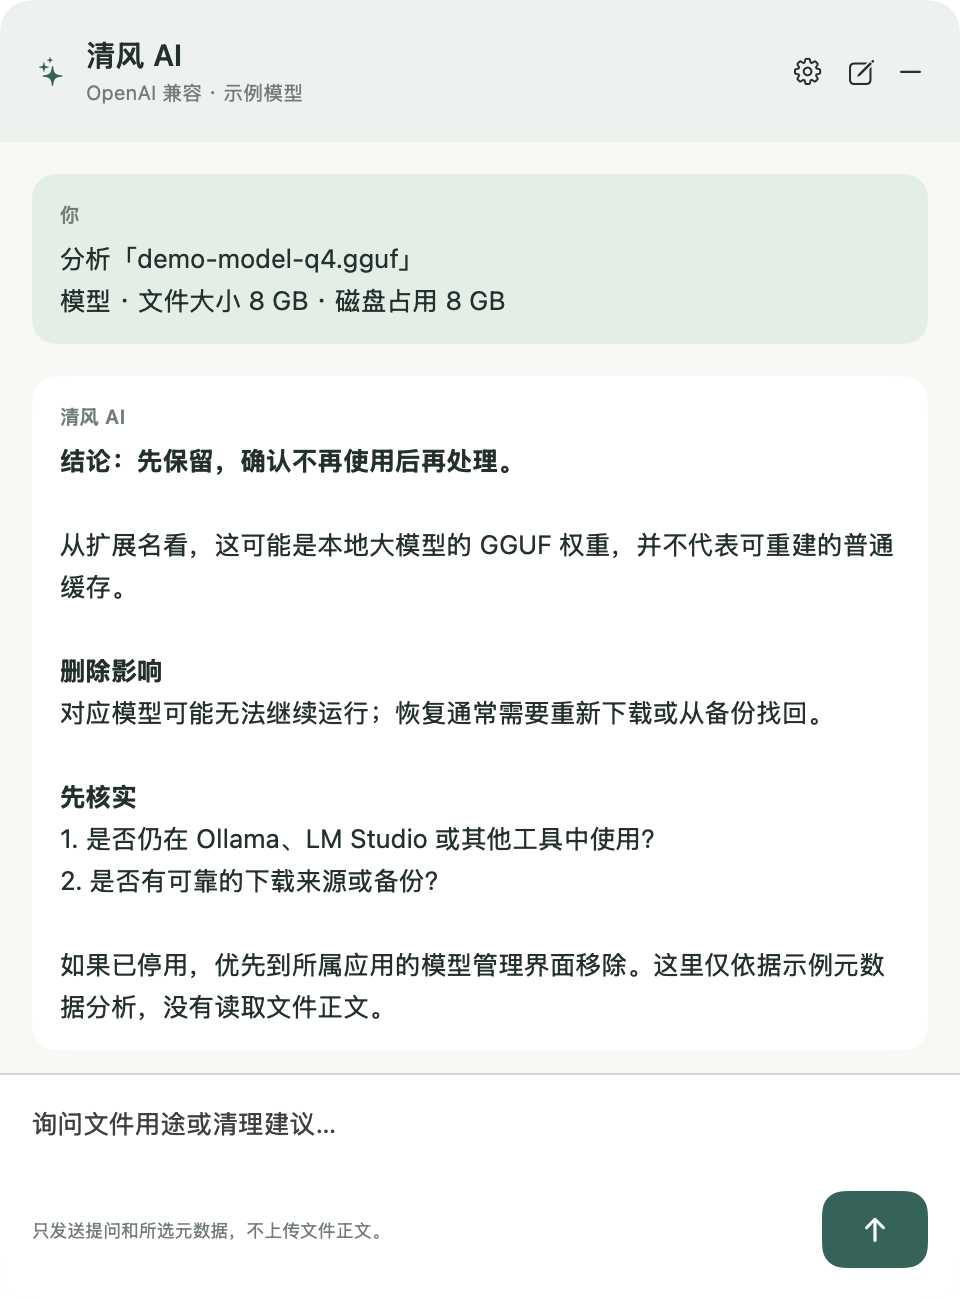 清风 AI
OpenAI 兼容 · 示例模型
你
分析「demo-model-q4.gguf」
模型 · 文件大小 8 GB · 磁盘占用 8 GB
清风 AI
结论：先保留，确认不再使用后再处理。
从扩展名看，这可能是本地大模型的 GGUF 权重，并不代表可重建的普通
缓存。
删除影响
对应模型可能无法继续运行；恢复通常需要重新下载或从备份找回。
先核实
1. 是否仍在 Ollama、LM Studio 或其他工具中使用？
2. 是否有可靠的下载来源或备份？
如果已停用，优先到所属应用的模型管理界面移除。这里仅依据示例元数
据分析，没有读取文件正文。
询问文件用途或清理建议...
只发送提问和所选元数据，不上传文件正文。